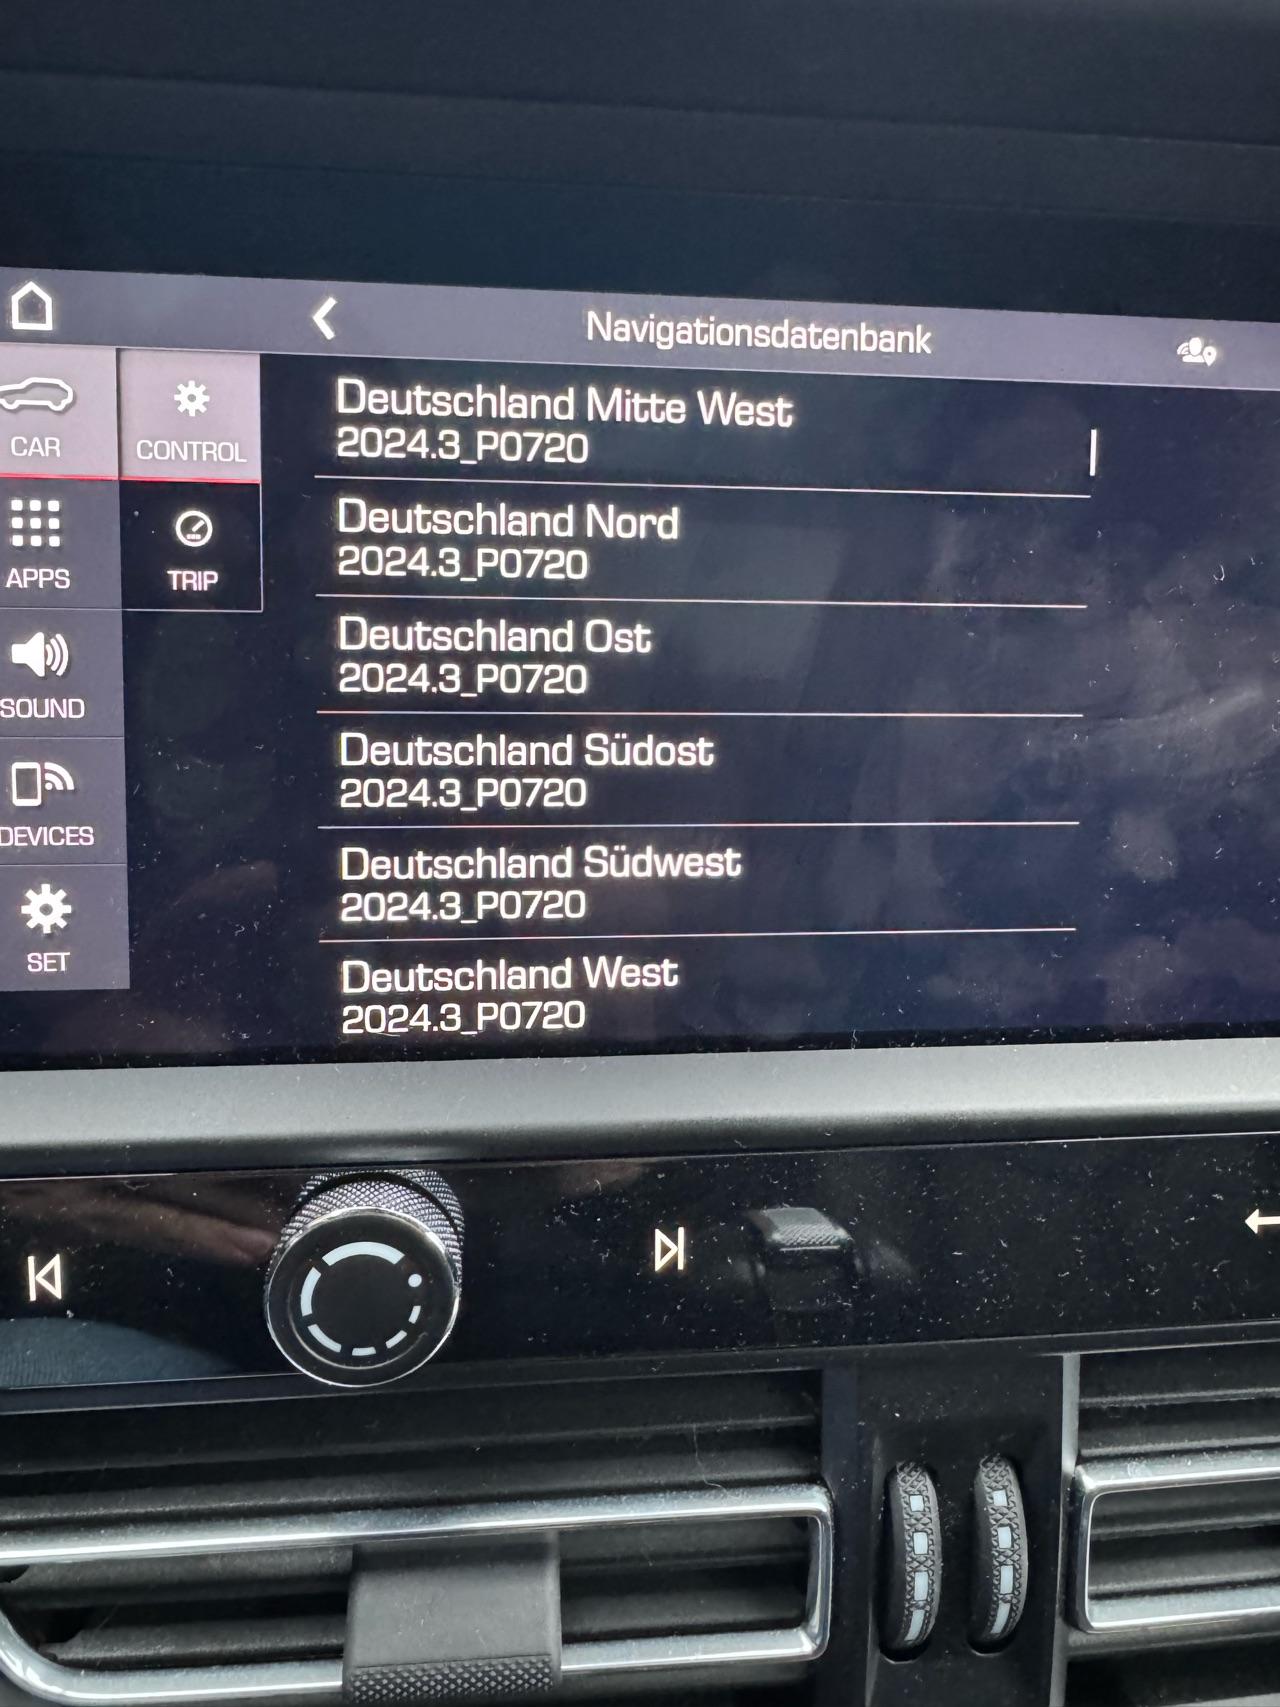 Navigationsdatenbank
CAR
CONTROL
APPS
TRIP
SOUND
DEVICES
SET
Deutschland Mitte West
2024.3_P0720
Deutschland Nord
2024.3_P0720
Deutschland Ost
2024.3_P0720
Deutschland Südost
2024.3_P0720
Deutschland Südwest
2024.3_P0720
Deutschland West
2024.3_P0720